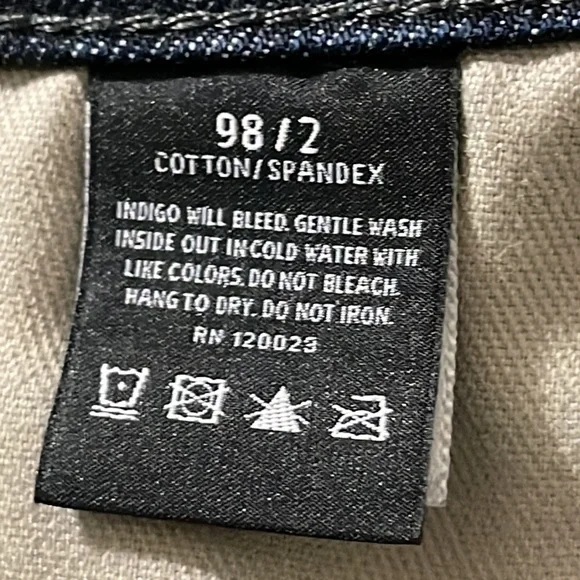 98/2
COTTON/SPANDEX
INDIGO WILL BLEED. GENTLE WASH
INSIDE OUT IN COLD WATER WITH
LIKE COLORS. DO NOT BLEACH.
HANG TO DRY. DO NOT IRON.
RN 120023